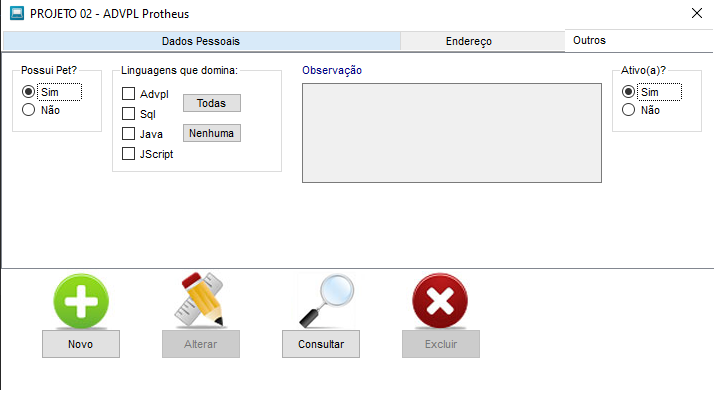 PROJETO 02 - ADVPL Protheus
Dados Pessoais
Endereço
Outros
Possui Pet?
Sim
Não
Linguagens que domina:
Advpl
Sql
Java
JScript
Todas
Nenhuma
Observação
Ativo(a)?
Sim
Não
Novo
Alterar
Consultar
Excluir